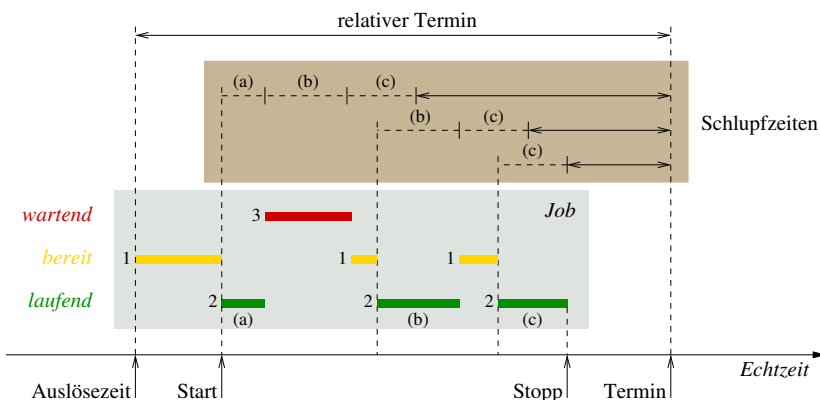 relativer Termin
(a) (b) (c)
(b) (c)
Schlupfzeiten
(c)
wartend 3 Job
bereit 1 1 1
laufend 2 2 2
(a) (b) (c)
Echtzeit
Auslösezeit Start Stopp Termin